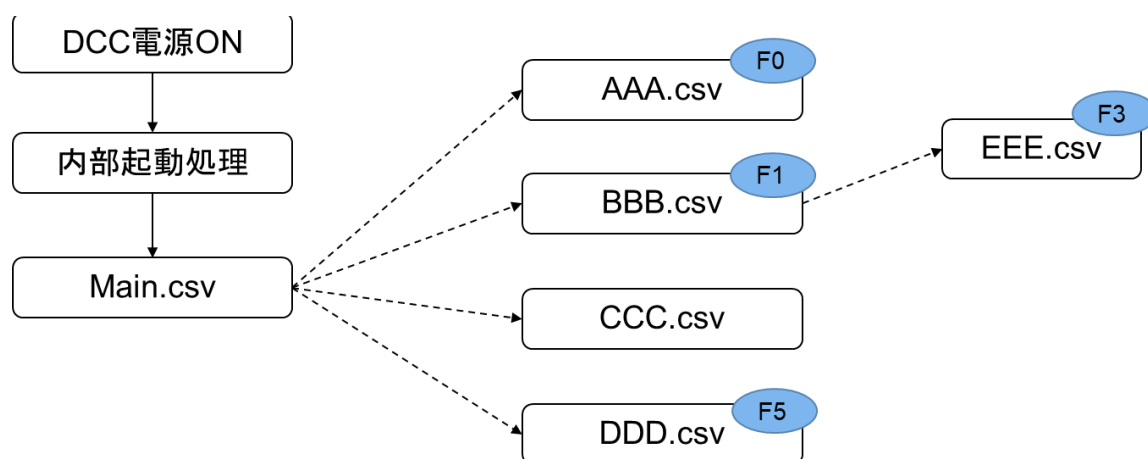 DCC電源ON
内部起動処理
Main.csv
F0
AAA.csv
F1
BBB.csv
F3
EEE.csv
CCC.csv
F5
DDD.csv